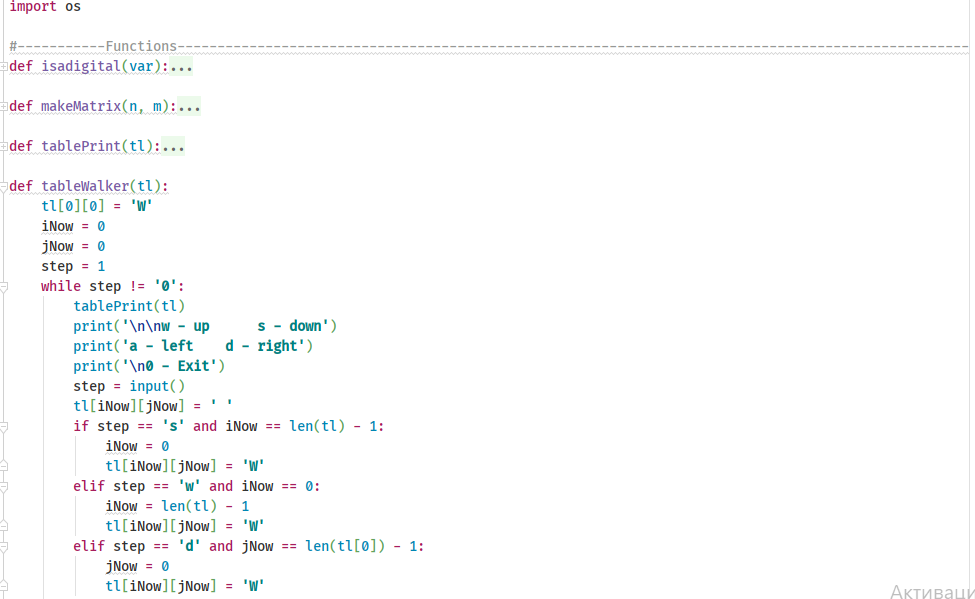 import os
#-----------Functions----------------------------------------------------------------------------------------------------
def isadigital(var):...
def makeMatrix(n, m):...
def tablePrint(tl):...
def tableWalker(tl):
    tl[0][0] = 'W'
    iNow = 0
    jNow = 0
    step = 1
    while step != '0':
        tablePrint(tl)
        print('\n\nw - up      s - down')
        print('a - left    d - right')
        print('\n0 - Exit')
        step = input()
        tl[iNow][jNow] = ' '
        if step == 's' and iNow == len(tl) - 1:
            iNow = 0
            tl[iNow][jNow] = 'W'
        elif step == 'w' and iNow == 0:
            iNow = len(tl) - 1
            tl[iNow][jNow] = 'W'
        elif step == 'd' and jNow == len(tl[0]) - 1:
            jNow = 0
            tl[iNow][jNow] = 'W'
Активаци